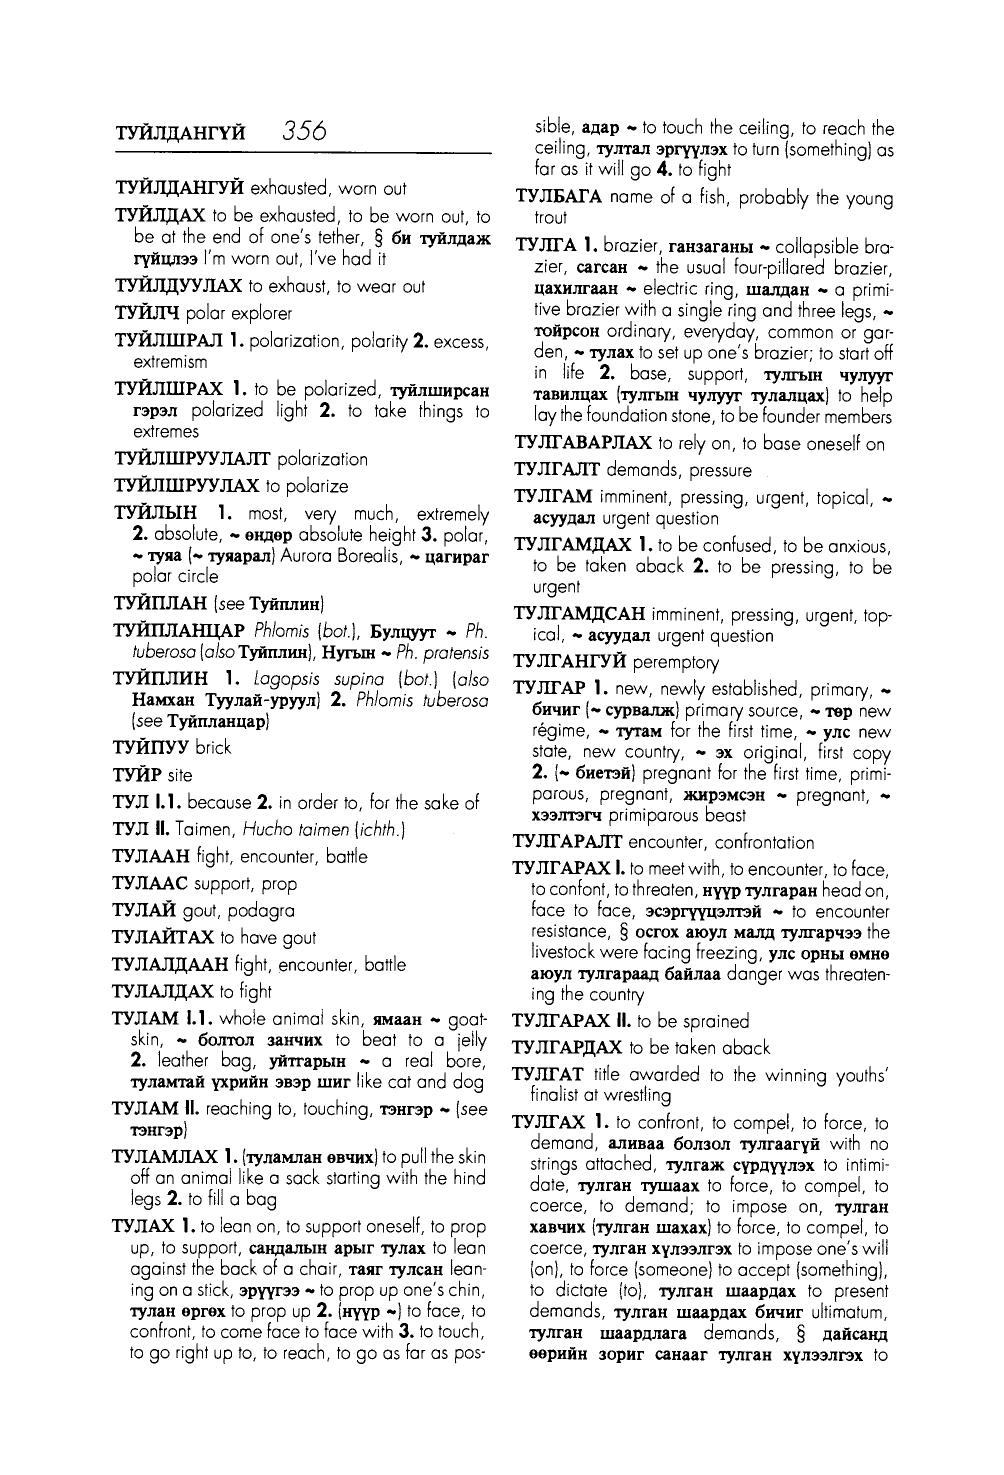 ТУЙЛДАНГҮЙ 356
ТУЙЛДАНГУЙ exhausted, worn out
ТУЙЛДАХ to be exhausted, to be worn out, to
be at the end of one's tether, § би туйлдаж
гүйцлээ I'm worn out, I've had it
ТУЙЛДУУЛАХ to exhaust, to wear out
ТУЙЛЧ polar explorer
ТУЙЛШРАЛ 1. polarization, polarity 2. excess,
extremism
ТУЙЛШРАХ 1. to be polarized, туйлширсан
гэрэл polarized light 2. to take things to
extremes
ТУЙЛШРУУЛАЛТ polarization
ТУЙЛШРУУЛАХ to polarize
ТУЙЛЫН 1. most, very much, extremely
2. absolute, ~ өндөр absolute height 3. polar,
~ туяа (~ туяарал) Aurora Borealis, ~ цагираг
polar circle
ТУЙПЛАН (see Туйплин)
ТУЙПЛАНЦАР Phlomis (bot.), Булцуут ~ Ph.
tuberosa (also Туйплин), Нугын ~ Ph. pratensis
ТУЙПЛИН 1. Lagopsis supina (bot.) (also
Намхан Туулай-уруул) 2. Phlomis tuberosa
(see Туйпланцар)
ТУЙПУУ brick
ТУЙР site
ТУЛ I.1. because 2. in order to, for the sake of
ТУЛ II. Taimen, Hucho taimen (ichth.)
ТУЛААН fight, encounter, battle
ТУЛААС support, prop
ТУЛАЙ gout, podagra
ТУЛАЙТАХ to have gout
ТУЛАЛДААН fight, encounter, battle
ТУЛАЛДАХ to fight
ТУЛАМ I.1. whole animal skin, ямаан ~ goat-
skin, ~ болтол занчих to beat to a jelly
2. leather bag, уйтгарын ~ a real bore,
туламтай үхрийн эвэр шиг like cat and dog
ТУЛАМ II. reaching to, touching, тэнгэр ~ (see
тэнгэр)
ТУЛАМЛАХ 1. (туламлан өвчих) to pull the skin
off an animal like a sack starting with the hind
legs 2. to fill a bag
ТУЛАХ 1. to lean on, to support oneself, to prop
up, to support, сандалын арыг тулах to lean
against the back of a chair, таяг тулсан lean-
ing on a stick, эрүүгээ ~ to prop up one's chin,
тулан өргөх to prop up 2. (нүүр ~) to face, to
confront, to come face to face with 3. to touch,
to go right up to, to reach, to go as far as pos-
sible, адар ~ to touch the ceiling, to reach the
ceiling, тултал эргүүлэх to turn (something) as
far as it will go 4. to fight
ТУЛБАГА name of a fish, probably the young
trout
ТУЛГА 1. brazier, ганзаганы ~ collapsible bra-
zier, сагсан ~ the usual four-pillared brazier,
цахилгаан ~ electric ring, шалдан ~ a primi-
tive brazier with a single ring and three legs, ~
тойрсон ordinary, everyday, common or gar-
den, ~ тулах to set up one's brazier; to start off
in life 2. base, support, тулгын чулууг
тавилцах (тулгын чулууг тулалцах) to help
lay the foundation stone, to be founder members
ТУЛГАВАРЛАХ to rely on, to base oneself on
ТУЛГАЛТ demands, pressure
ТУЛГАМ imminent, pressing, urgent, topical, ~
асуудал urgent question
ТУЛГАМДАХ 1. to be confused, to be anxious,
to be taken aback 2. to be pressing, to be
urgent
ТУЛГАМДСАН imminent, pressing, urgent, top-
ical, ~ асуудал urgent question
ТУЛГАНГУЙ peremptory
ТУЛГАР 1. new, newly established, primary, ~
бичиг (~ сурвалж) primary source, ~ төр new
régime, ~ тутам for the first time, ~ улс new
state, new country, ~ эх original, first copy
2. (~ биетэй) pregnant for the first time, primi-
parous, pregnant, жирэмсэн ~ pregnant, ~
хээлтэгч primiparous beast
ТУЛГАРАЛТ encounter, confrontation
ТУЛГАРАХ I. to meet with, to encounter, to face,
to confont, to threaten, нүүр тулгаран head on,
face to face, эсэргүүцэлтэй ~ to encounter
resistance, § осгох аюул малд тулгарчээ the
livestock were facing freezing, улс орны өмнө
аюул тулгараад байлаа danger was threaten-
ing the country
ТУЛГАРАХ II. to be sprained
ТУЛГАРДАХ to be taken aback
ТУЛГАТ title awarded to the winning youths'
finalist at wrestling
ТУЛГАХ 1. to confront, to compel, to force, to
demand, аливаа болзол тулгаагүй with no
strings attached, тулгаж сүрдүүлэх to intimi-
date, тулган тушаах to force, to compel, to
coerce, to demand; to impose on, тулган
хавчих (тулган шахах) to force, to compel, to
coerce, тулган хүлээлгэх to impose one's will
(on), to force (someone) to accept (something),
to dictate (to), тулган шаардах to present
demands, тулган шаардах бичиг ultimatum,
тулган шаардлага demands, § дайсанд
өөрийн зориг санааг тулган хүлээлгэх to